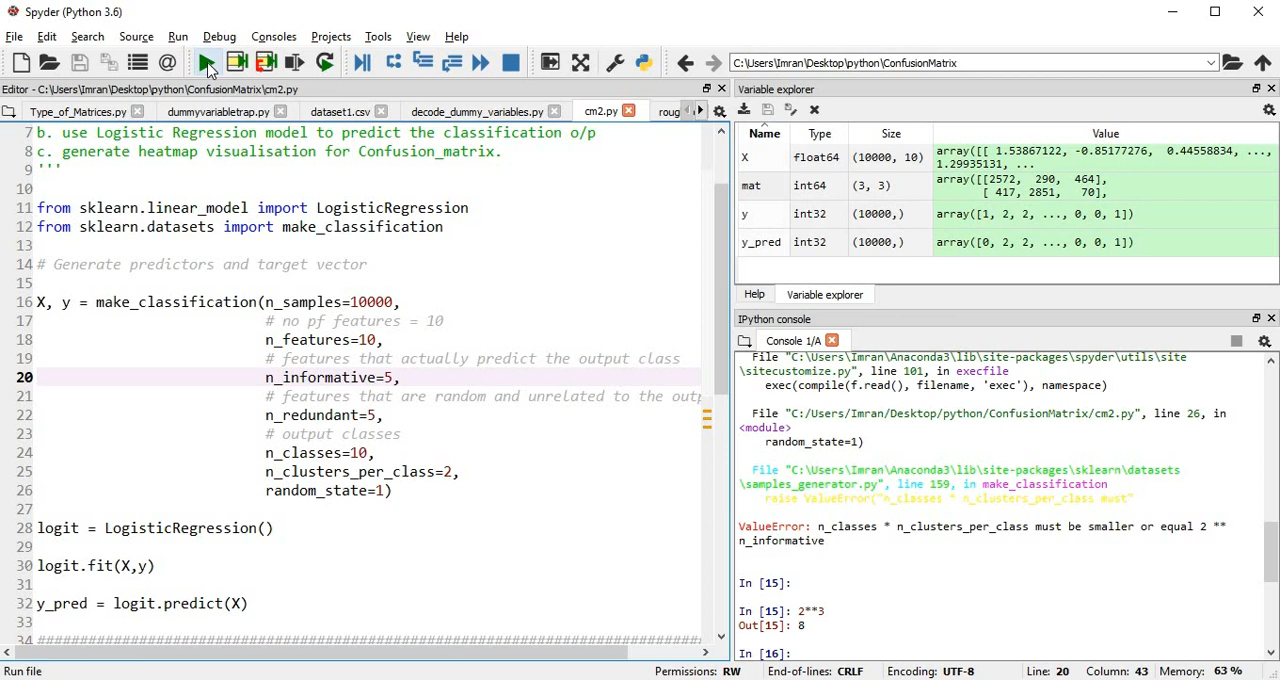 Spyder (Python 3.6)
File Edit Search Source Run Debug Consoles Projects Tools View Help
C:\Users\Imran\Desktop\python\ConfusionMatrix
Editor - C:\Users\Imran\Desktop\python\ConfusionMatrix\cm2.py
Type_of_Matrices.py dummyvariabletrap.py dataset1.csv decode_dummy_variables.py cm2.py roug
7 b. use Logistic Regression model to predict the classification o/p
8 c. generate heatmap visualisation for Confusion_matrix.
9 '''
10
11 from sklearn.linear_model import LogisticRegression
12 from sklearn.datasets import make_classification
13
14 # Generate predictors and target vector
15
16 X, y = make_classification(n_samples=10000,
17 # no pf features = 10
18 n_features=10,
19 # features that actually predict the output class
20 n_informative=5,
21 # features that are random and unrelated to the outp
22 n_redundant=5,
23 # output classes
24 n_classes=10,
25 n_clusters_per_class=2,
26 random_state=1)
27
28 logit = LogisticRegression()
29
30 logit.fit(X,y)
31
32 y_pred = logit.predict(X)
33
34 ######################################################################
Variable explorer
Name Type Size Value
X float64 (10000, 10) array([[ 1.53867122, -0.85177276, 0.44558834, ...,
1.29935131, ...
mat int64 (3, 3) array([[2572, 290, 464],
[ 417, 2851, 70],
y int32 (10000,) array([1, 2, 2, ..., 0, 0, 1])
y_pred int32 (10000,) array([0, 2, 2, ..., 0, 0, 1])
Help Variable explorer
IPython console
Console 1/A
File "C:\Users\Imran\Anaconda3\lib\site-packages\spyder\utils\site
\sitecustomize.py", line 101, in execfile
exec(compile(f.read(), filename, 'exec'), namespace)
File "C:/Users/Imran/Desktop/python/ConfusionMatrix/cm2.py", line 26, in
<module>
random_state=1)
File "C:\Users\Imran\Anaconda3\lib\site-packages\sklearn\datasets
\samples_generator.py", line 159, in make_classification
raise ValueError("n_classes * n_clusters_per_class must"
ValueError: n_classes * n_clusters_per_class must be smaller or equal 2 **
n_informative
In [15]:
In [15]: 2**3
Out[15]: 8
In [16]:
Run file Permissions: RW End-of-lines: CRLF Encoding: UTF-8 Line: 20 Column: 43 Memory: 63 %